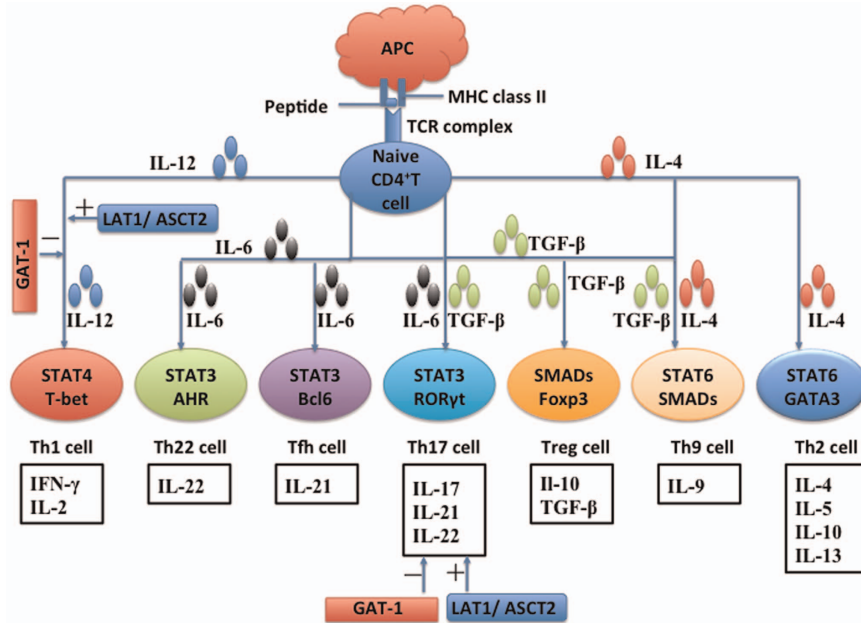 APC
Peptide
MHC class II
TCR complex
Naive
CD4⁺T
cell
IL-12
IL-4
+
LAT1/ ASCT2
GAT-1
−
IL-6
TGF-β
TGF-β
IL-12
IL-6
IL-6
IL-6
TGF-β
TGF-β
IL-4
IL-4
STAT4
T-bet
STAT3
AHR
STAT3
Bcl6
STAT3
RORγt
SMADs
Foxp3
STAT6
SMADs
STAT6
GATA3
Th1 cell
Th22 cell
Tfh cell
Th17 cell
Treg cell
Th9 cell
Th2 cell
IFN-γ
IL-2
IL-22
IL-21
IL-17
IL-21
IL-22
Il-10
TGF-β
IL-9
IL-4
IL-5
IL-10
IL-13
−
+
GAT-1
LAT1/ ASCT2